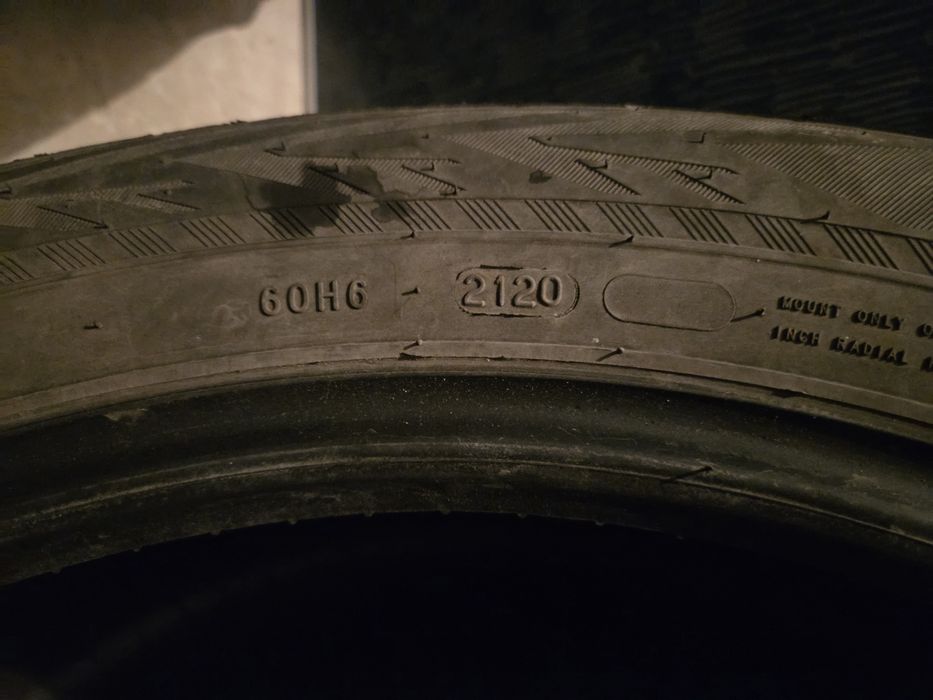 60H6 2120
MOUNT ONLY
INCH RADIAL